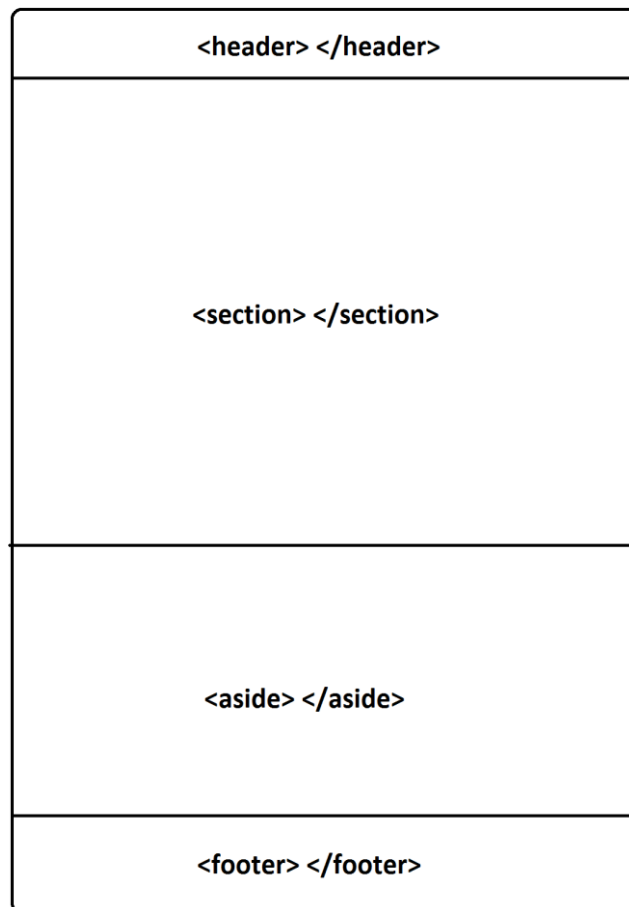 <header> </header>
<section> </section>
<aside> </aside>
<footer> </footer>